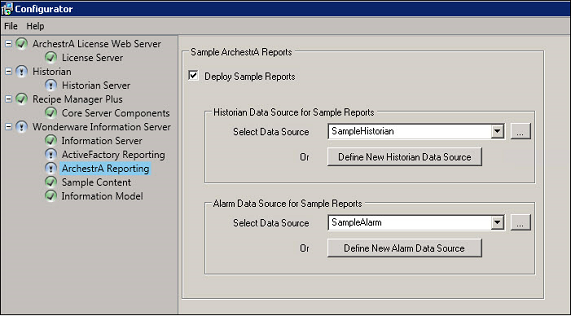 Configurator
File Help
ArchestrA License Web Server
License Server
Historian
Historian Server
Recipe Manager Plus
Core Server Components
Wonderware Information Server
Information Server
ActiveFactory Reporting
ArchestrA Reporting
Sample Content
Information Model
Sample ArchestrA Reports
Deploy Sample Reports
Historian Data Source for Sample Reports
Select Data Source SampleHistorian ...
Or Define New Historian Data Source
Alarm Data Source for Sample Reports
Select Data Source SampleAlarm ...
Or Define New Alarm Data Source